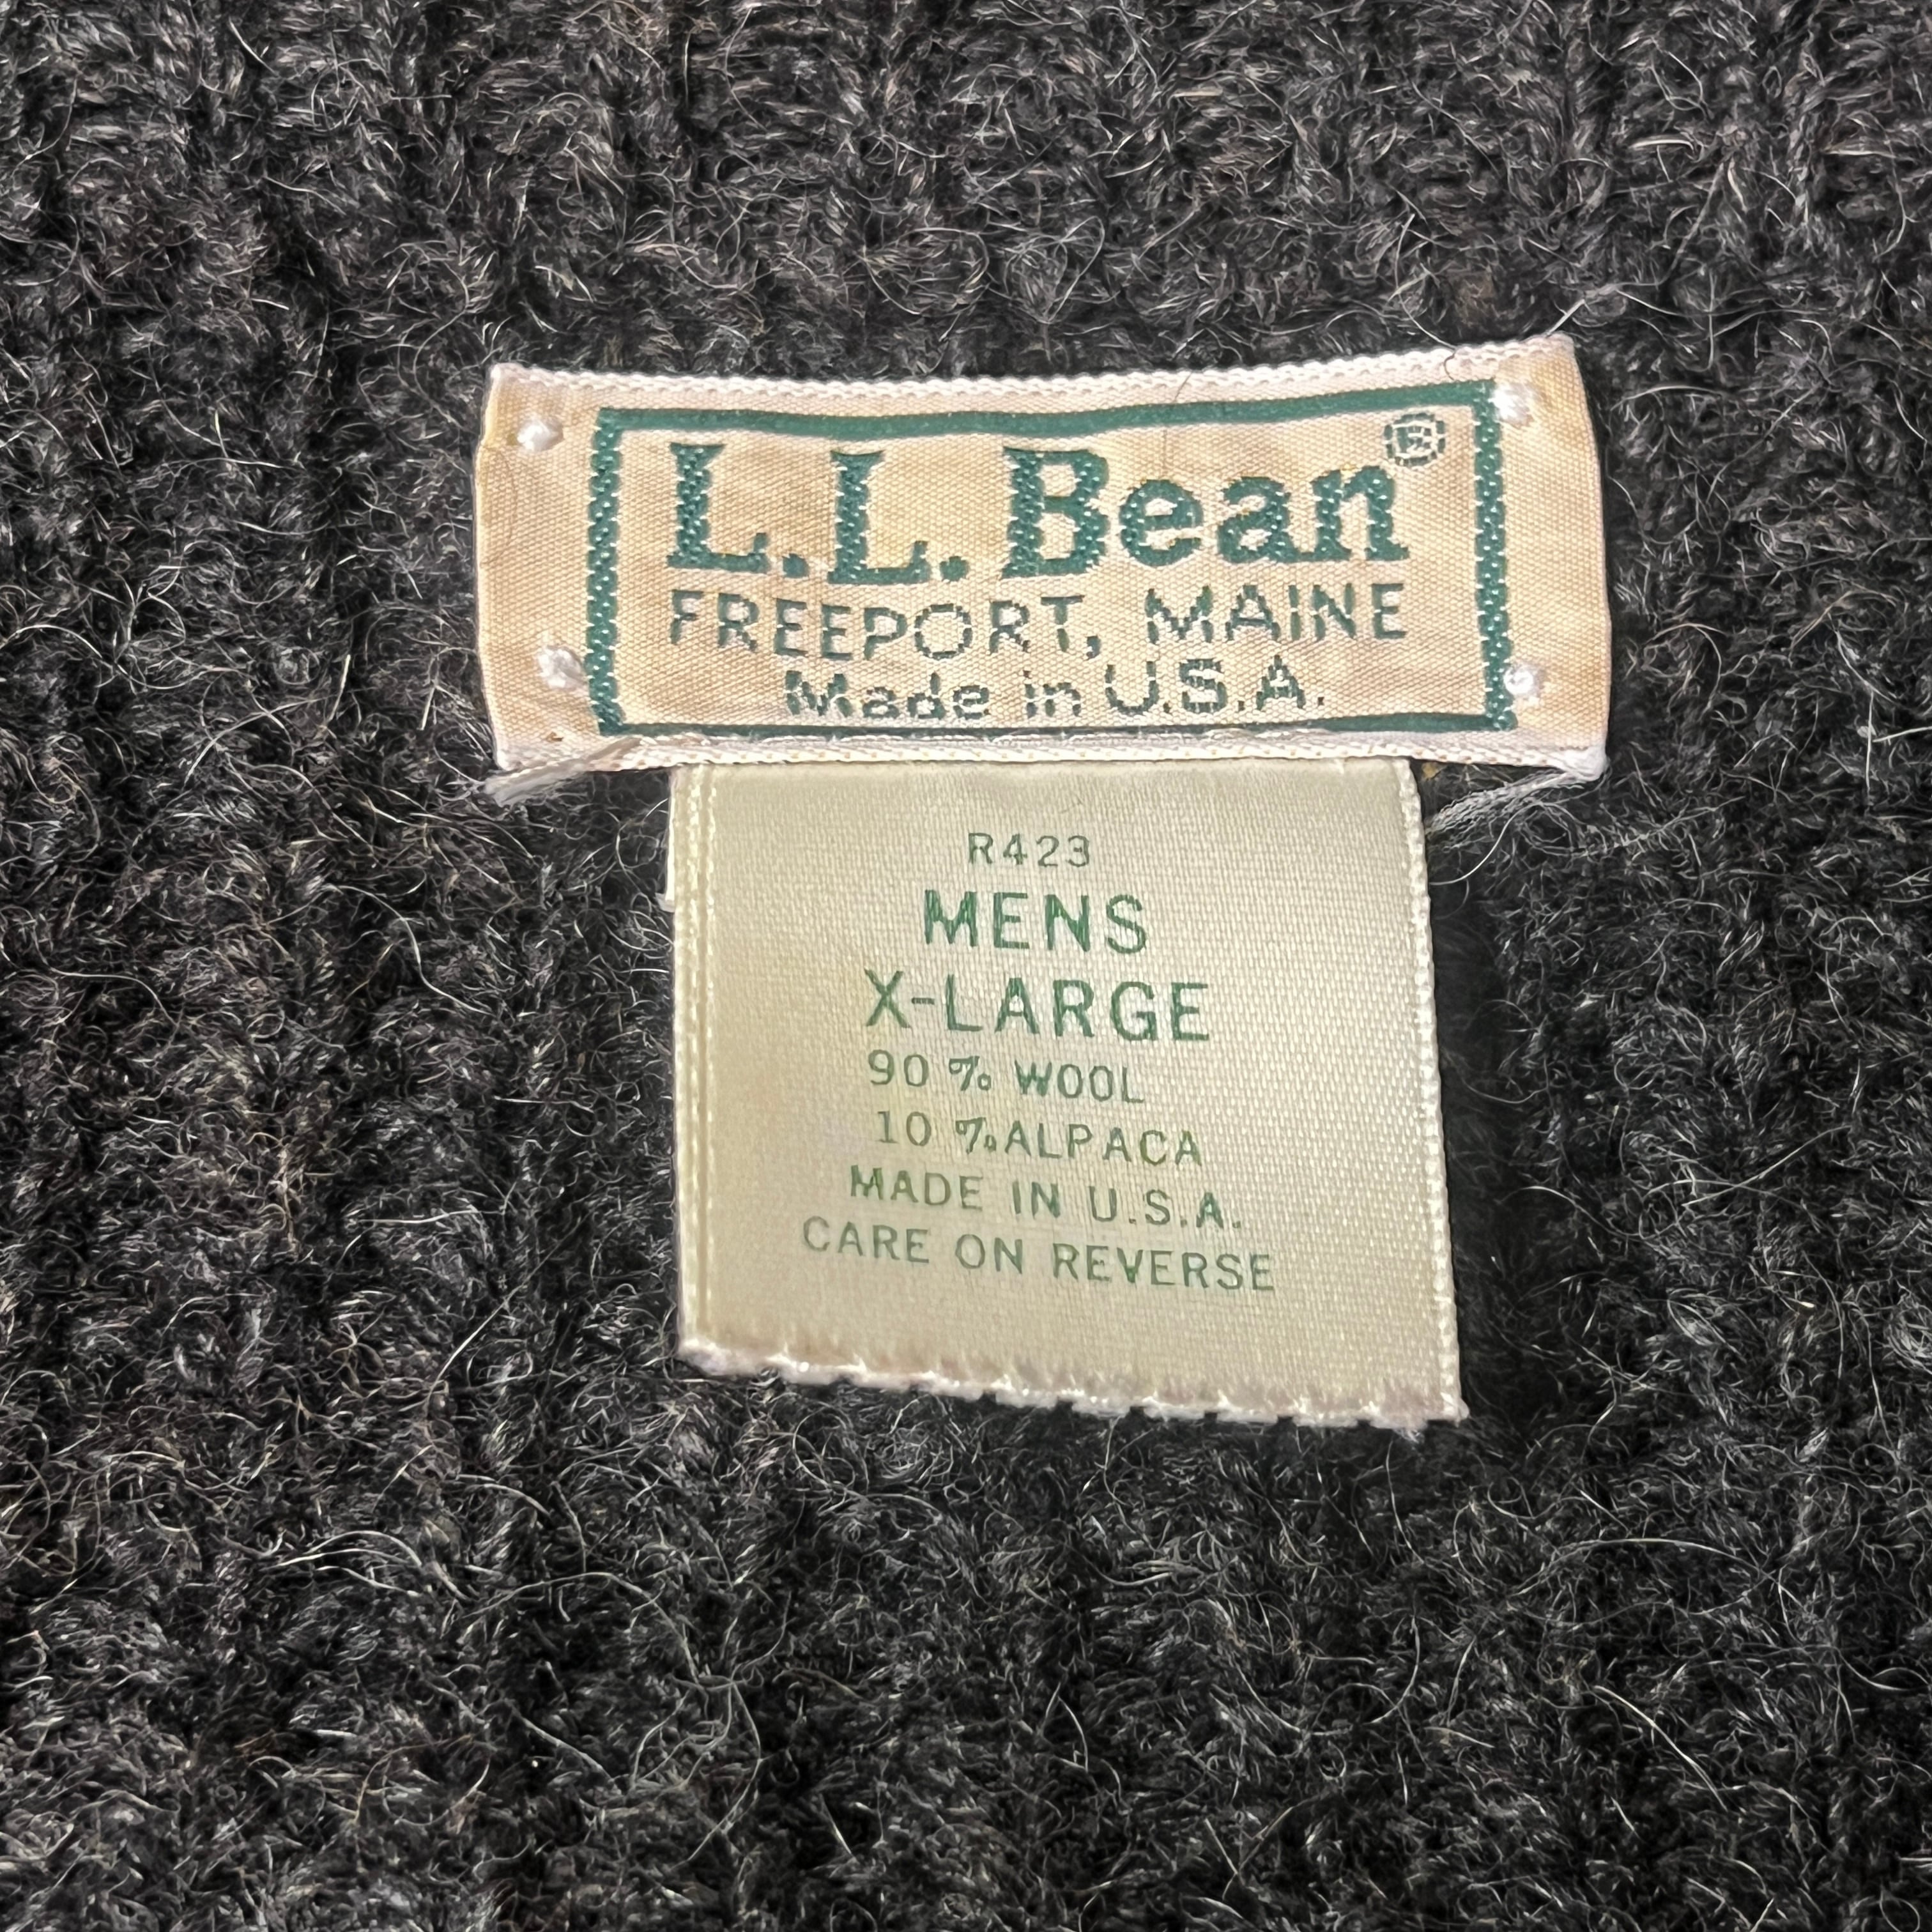 L.L.Bean®
FREEPORT, MAINE
Made in U.S.A.
R423
MENS
X-LARGE
90 % WOOL
10 % ALPACA
MADE IN U.S.A.
CARE ON REVERSE